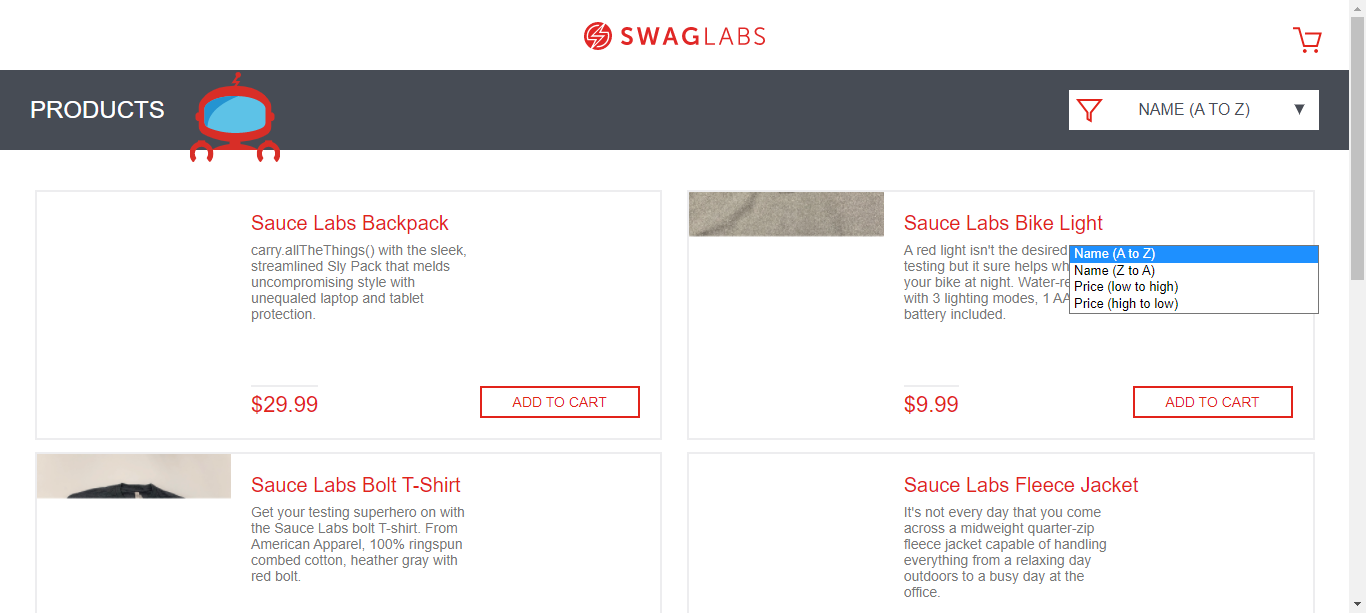 SWAGLABS
PRODUCTS
NAME (A TO Z) ▼
Sauce Labs Backpack
carry.allTheThings() with the sleek,
streamlined Sly Pack that melds
uncompromising style with
unequaled laptop and tablet
protection.
$29.99
ADD TO CART
Sauce Labs Bike Light
A red light isn't the desired
testing but it sure helps wh
your bike at night. Water-re
with 3 lighting modes, 1 AA
battery included.
Name (A to Z)
Name (Z to A)
Price (low to high)
Price (high to low)
$9.99
ADD TO CART
Sauce Labs Bolt T-Shirt
Get your testing superhero on with
the Sauce Labs bolt T-shirt. From
American Apparel, 100% ringspun
combed cotton, heather gray with
red bolt.
Sauce Labs Fleece Jacket
It's not every day that you come
across a midweight quarter-zip
fleece jacket capable of handling
everything from a relaxing day
outdoors to a busy day at the
office.